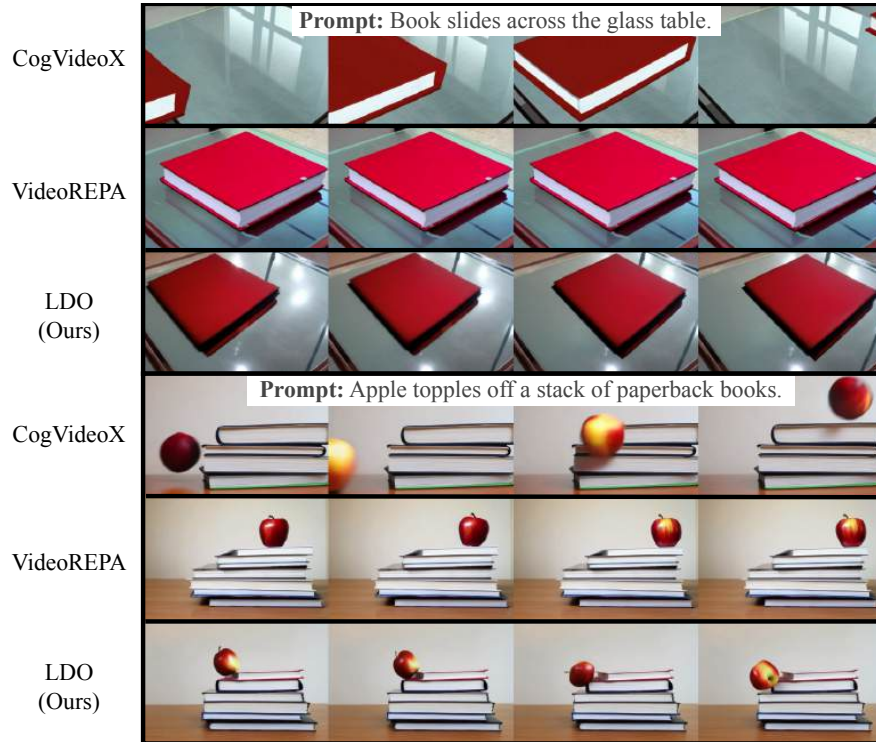 Prompt: Book slides across the glass table.
CogVideoX
VideoREPA
LDO
(Ours)
Prompt: Apple topples off a stack of paperback books.
CogVideoX
VideoREPA
LDO
(Ours)